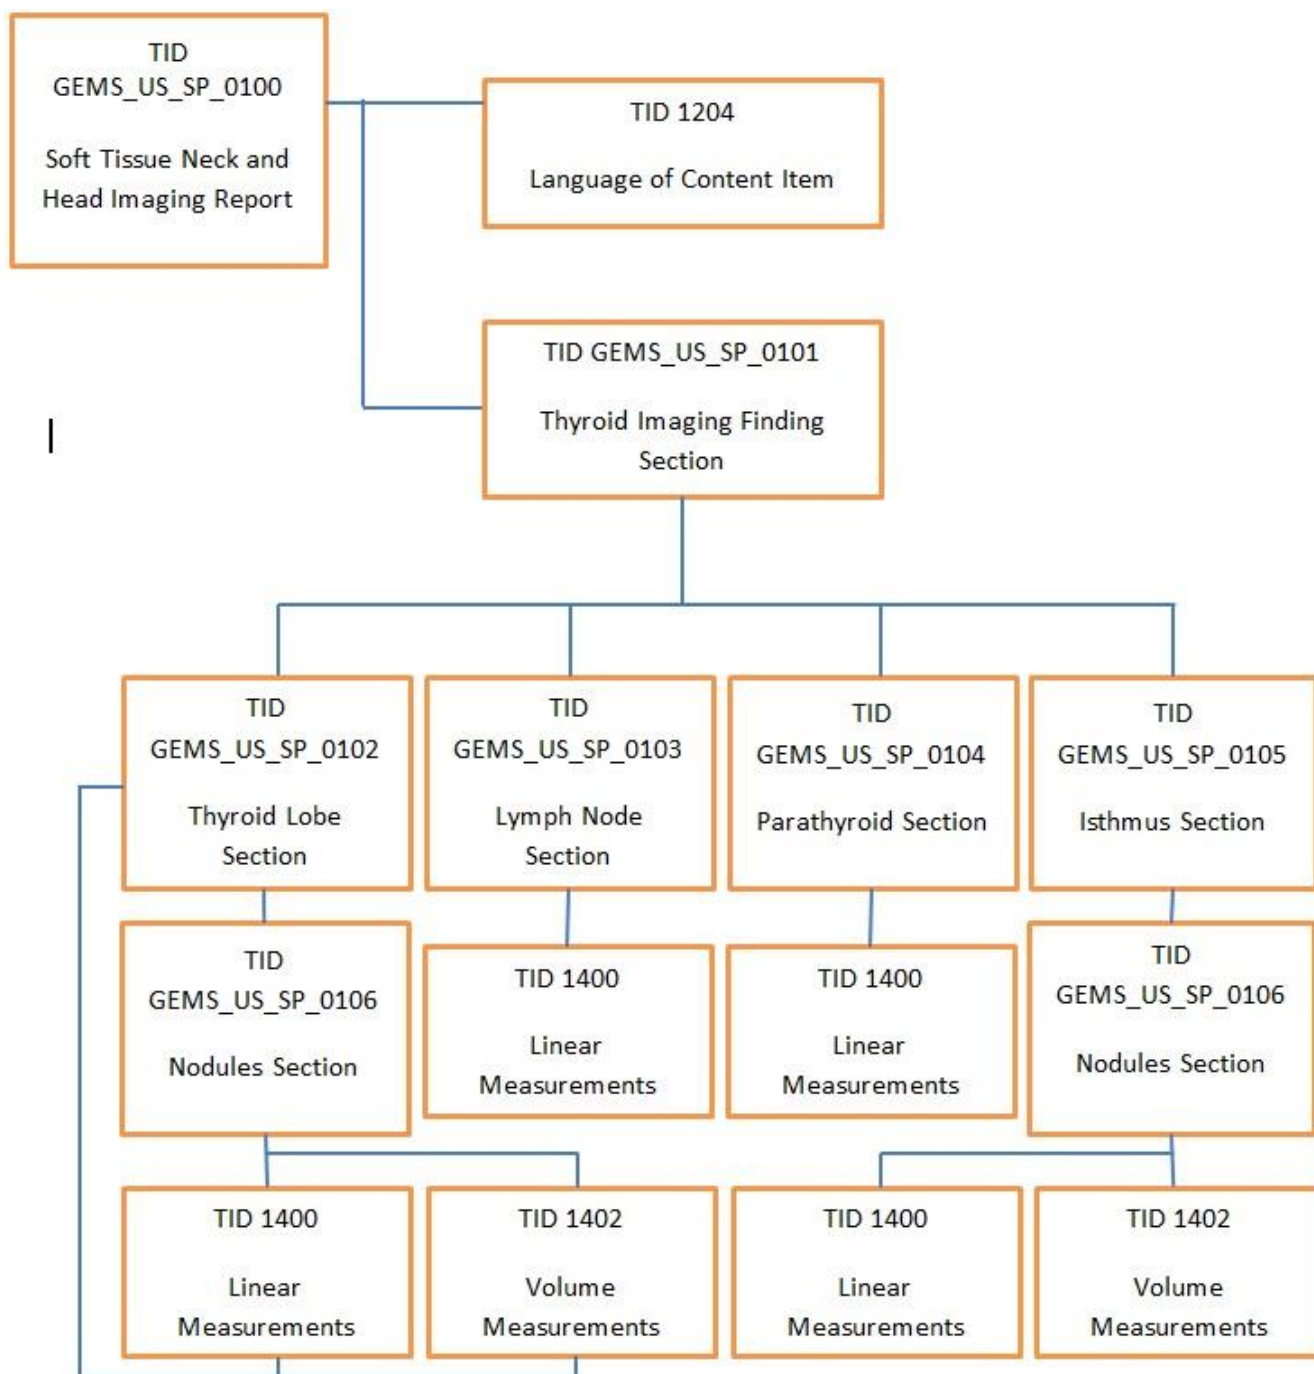 TID
GEMS_US_SP_0100
Soft Tissue Neck and
Head Imaging Report
TID 1204
Language of Content Item
TID GEMS_US_SP_0101
Thyroid Imaging Finding
Section
TID
GEMS_US_SP_0102
Thyroid Lobe
Section
TID
GEMS_US_SP_0103
Lymph Node
Section
TID
GEMS_US_SP_0104
Parathyroid Section
TID
GEMS_US_SP_0105
Isthmus Section
TID
GEMS_US_SP_0106
Nodules Section
TID 1400
Linear
Measurements
TID 1400
Linear
Measurements
TID
GEMS_US_SP_0106
Nodules Section
TID 1400
Linear
Measurements
TID 1402
Volume
Measurements
TID 1400
Linear
Measurements
TID 1402
Volume
Measurements